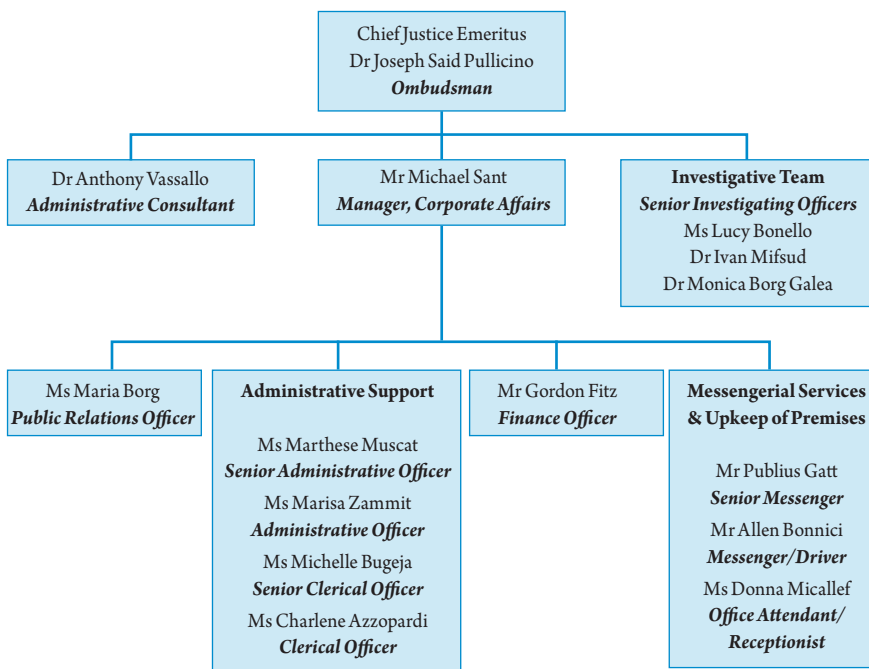 Chief Justice Emeritus
Dr Joseph Said Pullicino
Ombudsman
Dr Anthony Vassallo
Administrative Consultant
Mr Michael Sant
Manager, Corporate Affairs
Investigative Team
Senior Investigating Officers
Ms Lucy Bonello
Dr Ivan Mifsud
Dr Monica Borg Galea
Ms Maria Borg
Public Relations Officer
Administrative Support
Ms Marthese Muscat
Senior Administrative Officer
Ms Marisa Zammit
Administrative Officer
Ms Michelle Bugeja
Senior Clerical Officer
Ms Charlene Azzopardi
Clerical Officer
Mr Gordon Fitz
Finance Officer
Messengerial Services
& Upkeep of Premises
Mr Publius Gatt
Senior Messenger
Mr Allen Bonnici
Messenger/Driver
Ms Donna Micallef
Office Attendant/
Receptionist